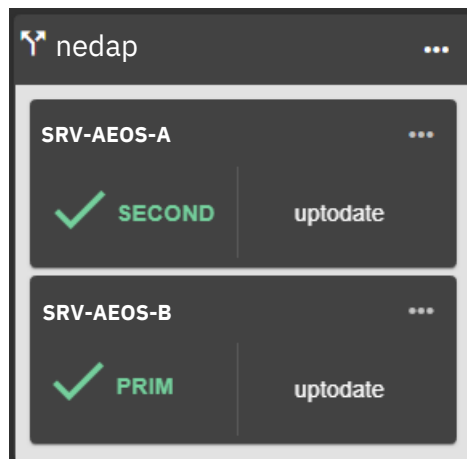 nedap
SRV-AEOS-A
SECOND
uptodate
SRV-AEOS-B
PRIM
uptodate